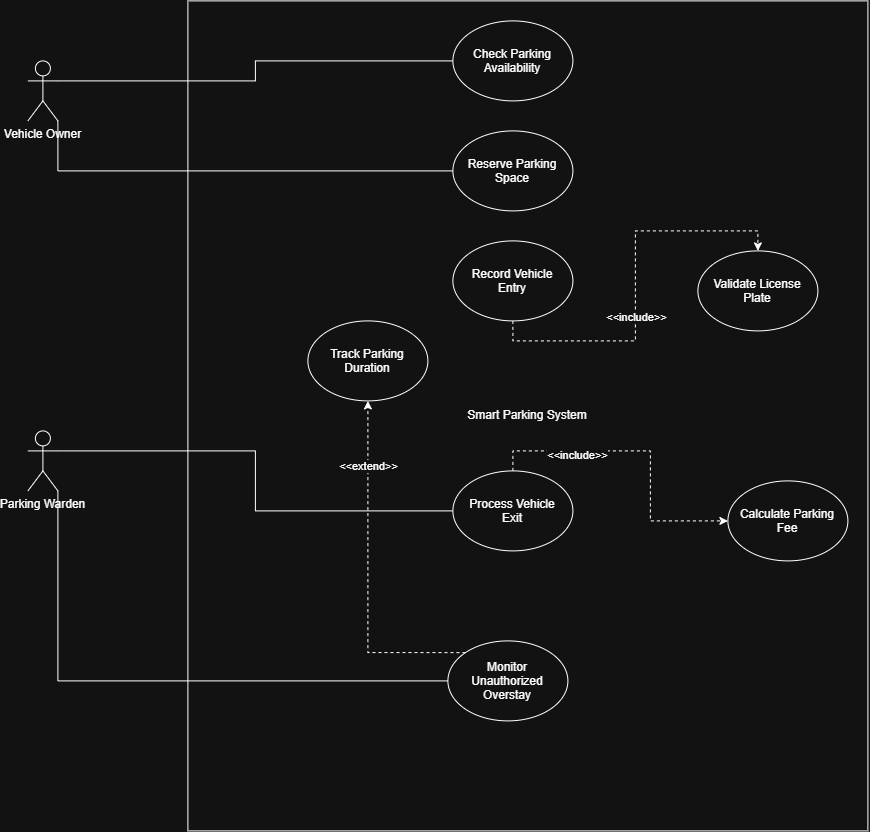 Check Parking
Availability
Vehicle Owner
Reserve Parking
Space
Record Vehicle
Entry
Validate License
Plate
<<include>>
Track Parking
Duration
Smart Parking System
<<include>>
<<extend>>
Parking Warden
Process Vehicle
Exit
Calculate Parking
Fee
Monitor
Unauthorized
Overstay